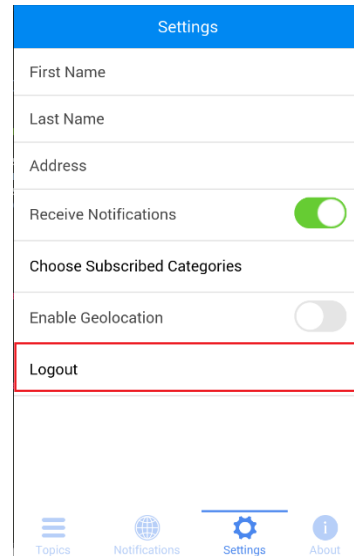 Settings
First Name
Last Name
Address
Receive Notifications
Choose Subscribed Categories
Enable Geolocation
Logout
Topics Notifications Settings About